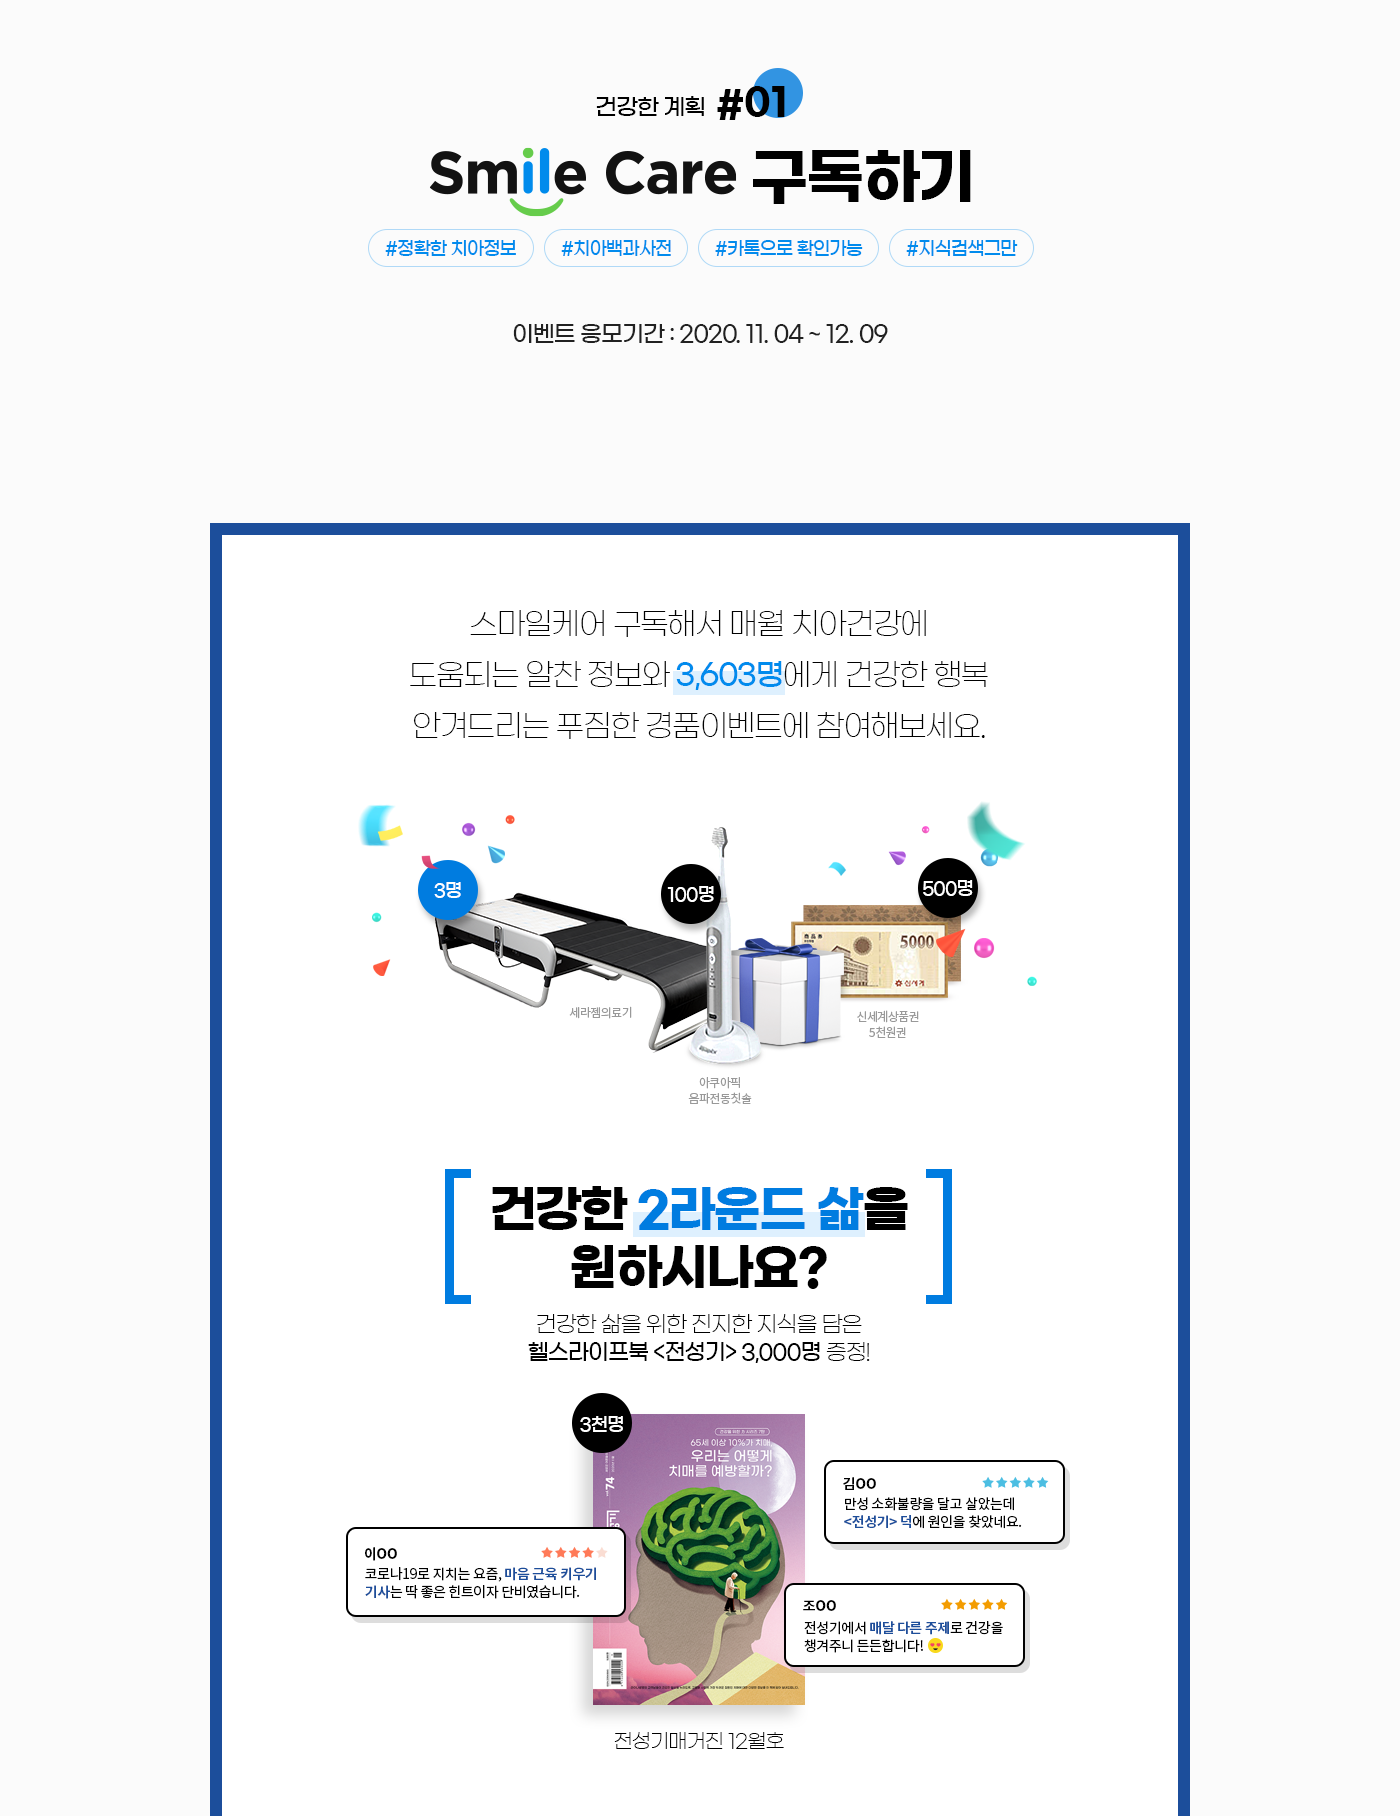 건강한 계획 #01
Smile Care 구독하기
#정확한 치아정보 #치아백과사전 #카톡으로 확인가능 #지식검색그만
이벤트 응모기간 : 2020. 11. 04 ~ 12. 09
스마일케어 구독해서 매월 치아건강에
도움되는 알찬 정보와 3,603명에게 건강한 행복
안겨드리는 푸짐한 경품이벤트에 참여해보세요.
3명
100명
500명
상품권
5000
신세계
세라젬의료기
신세계상품권
5천원권
아쿠아픽
음파전동칫솔
건강한 2라운드 삶을
원하시나요?
건강한 삶을 위한 진지한 지식을 담은
헬스라이프북 <전성기> 3,000명 증정!
3천명
65세 이상 10%가 치매,
우리는 어떻게
치매를 예방할까?
74
김OO
만성 소화불량을 달고 살았는데
<전성기> 덕에 원인을 찾았네요.
이OO
코로나19로 지치는 요즘, 마음 근육 키우기
기사는 딱 좋은 힌트이자 단비였습니다.
조OO
전성기에서 매달 다른 주제로 건강을
챙겨주니 든든합니다!
전성기매거진 12월호